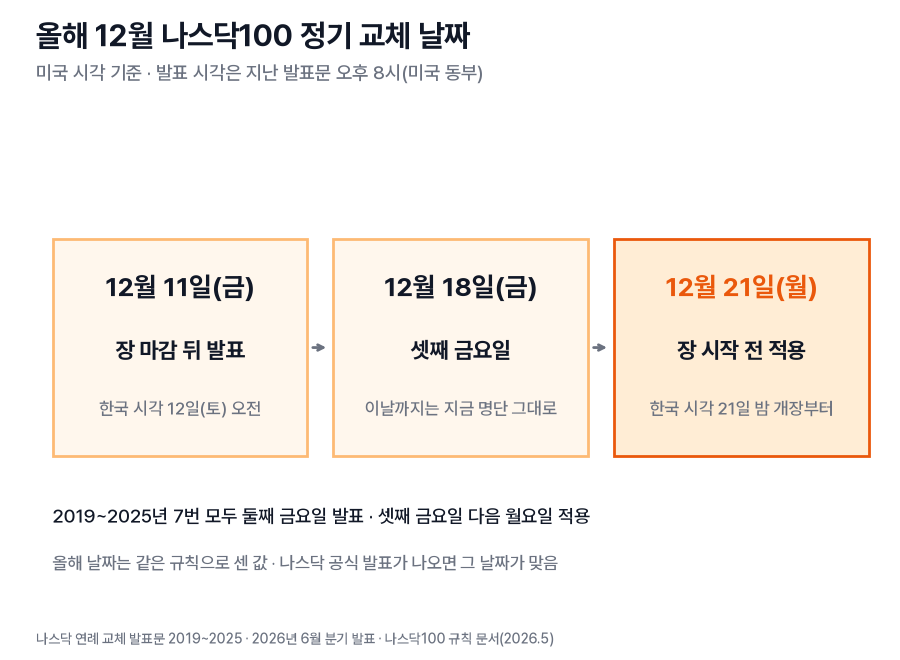 올해 12월 나스닥100 정기 교체 날짜
미국 시각 기준 · 발표 시각은 지난 발표문 오후 8시(미국 동부)
12월 11일(금)
장 마감 뒤 발표
한국 시각 12일(토) 오전
12월 18일(금)
셋째 금요일
이날까지는 지금 명단 그대로
12월 21일(월)
장 시작 전 적용
한국 시각 21일 밤 개장부터
2019~2025년 7번 모두 둘째 금요일 발표 · 셋째 금요일 다음 월요일 적용
올해 날짜는 같은 규칙으로 센 값 · 나스닥 공식 발표가 나오면 그 날짜가 맞음
나스닥 연례 교체 발표문 2019~2025 · 2026년 6월 분기 발표 · 나스닥100 규칙 문서(2026.5)